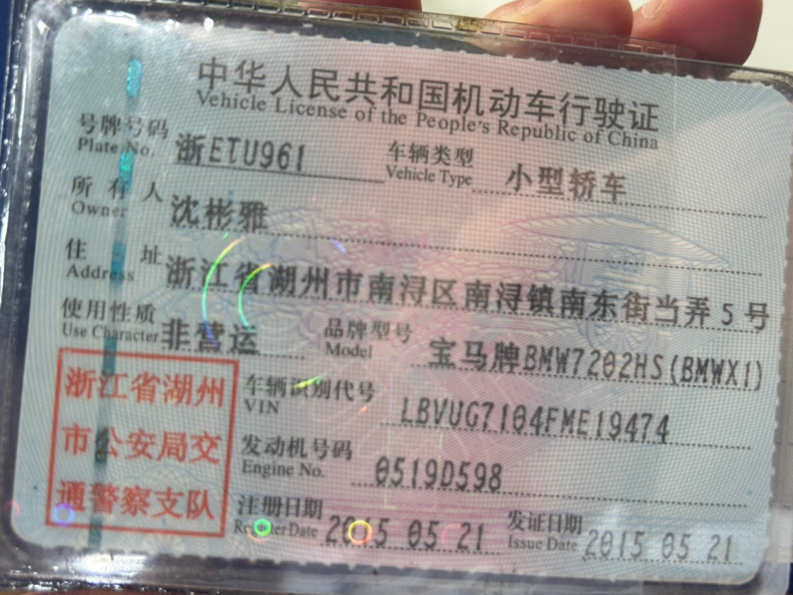 中华人民共和国机动车行驶证
Vehicle License of the People's Republic of China
号牌号码 浙ETU961 车辆类型 小型轿车
Plate No. Vehicle Type
所有人 沈彬雅
Owner
住址 浙江省湖州市南浔区南浔镇南东街当弄5号
Address
使用性质 非营运 品牌型号 宝马牌BMW7202HS(BMWX1)
Use Character Model
浙江省湖州
市公安局交
通警察支队
车辆识别代号 LBVUG7104FME19474
VIN
发动机号码 0519D598
Engine No.
注册日期 2015 05 21 发证日期 2015 05 21
Register Date Issue Date